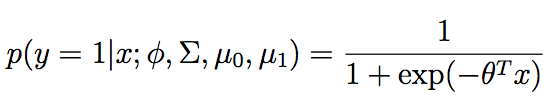 p(y = 1|x; ϕ, Σ, μ₀, μ₁) = 1 / (1 + exp(−θᵀx))